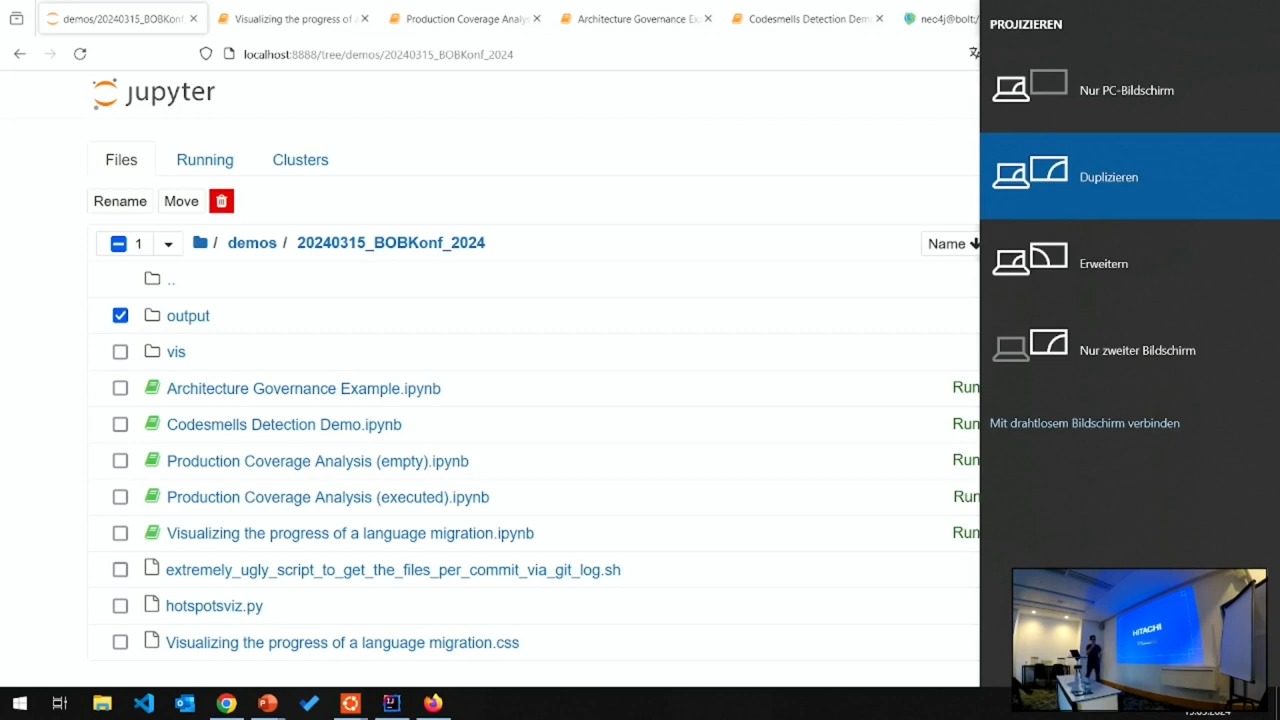 demos/20240315_BOBKonf
Visualizing the progress of a
Production Coverage Analys
Architecture Governance Ex
Codesmells Detection Dem
neo4j@bolt:/
localhost:8888/tree/demos/20240315_BOBKonf_2024
jupyter
Files
Running
Clusters
Rename
Move
1
/ demos / 20240315_BOBKonf_2024
Name
..
output
vis
Architecture Governance Example.ipynb
Run
Codesmells Detection Demo.ipynb
Run
Production Coverage Analysis (empty).ipynb
Run
Production Coverage Analysis (executed).ipynb
Run
Visualizing the progress of a language migration.ipynb
Run
extremely_ugly_script_to_get_the_files_per_commit_via_git_log.sh
hotspotsviz.py
Visualizing the progress of a language migration.css
PROJIZIEREN
Nur PC-Bildschirm
Duplizieren
Erweitern
Nur zweiter Bildschirm
Mit drahtlosem Bildschirm verbinden
HITACHI
15.03.2024